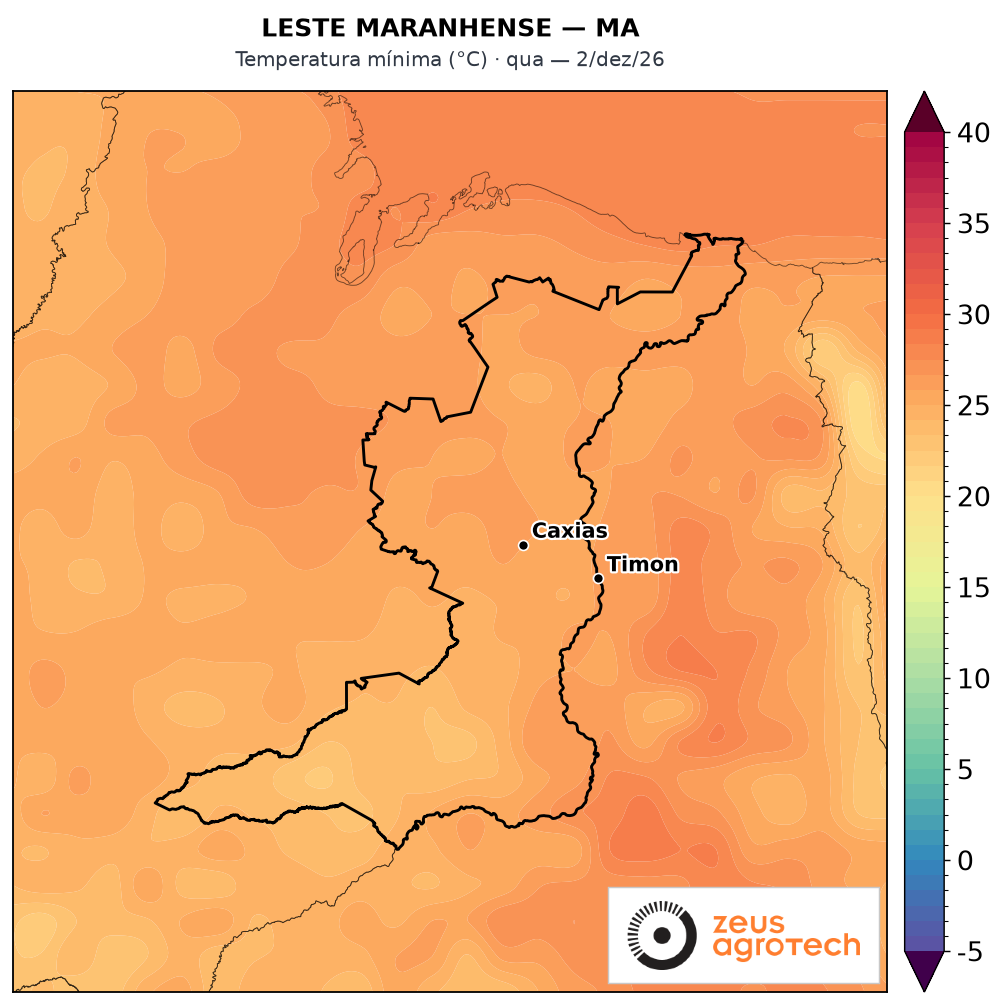 LESTE MARANHENSE — MA
Temperatura mínima (°C) · qua — 2/dez/26
40
35
30
25
20
15
10
5
0
-5
Caxias
Timon
zeus
agrotech